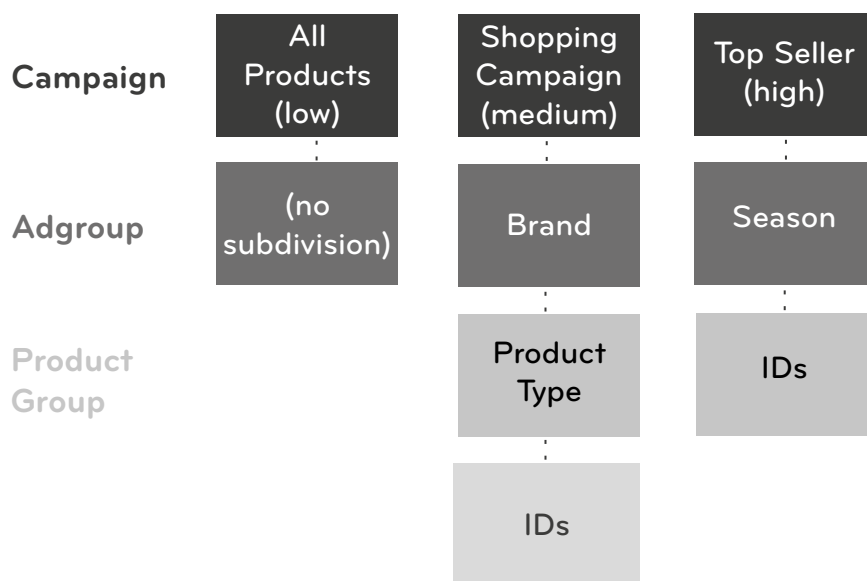 Campaign
All
Products
(low)
Shopping
Campaign
(medium)
Top Seller
(high)
Adgroup
(no
subdivision)
Brand
Season
Product
Group
Product
Type
IDs
IDs